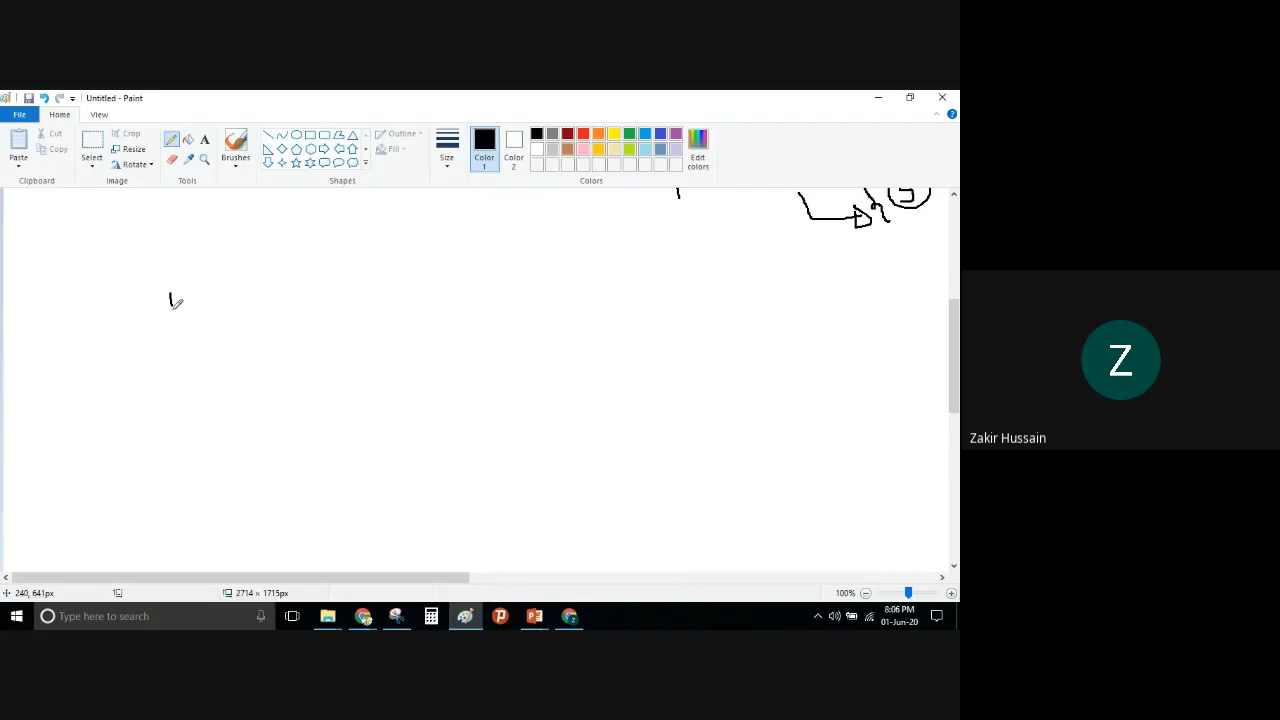 Untitled - Paint
File Home View
Paste Cut Copy Select Crop Resize Rotate A Brushes Outline Fill Size Color 1 Color 2 Edit colors
Clipboard Image Tools Shapes Colors
5
240, 641px 2714 × 1715px 100%
Type here to search 8:06 PM 01-Jun-20
Z
Zakir Hussain